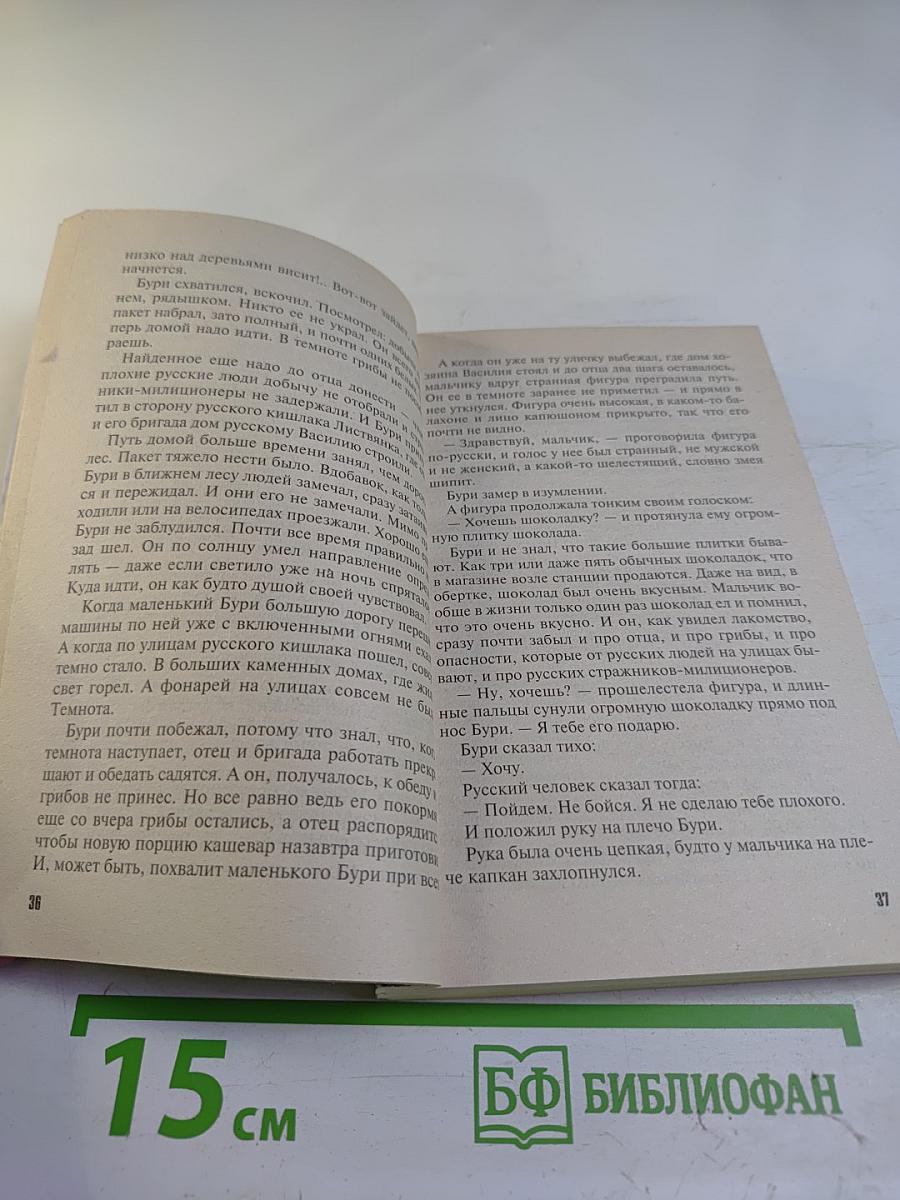 низко над деревьями висит!.. Вот-вот зайдет,
начнется.
Бури схватился, вскочил. Посмотрел: добыча
нем, рядышком. Никто ее не украл. Он всего
пакет набрал, зато полный, и почти одних белых
перь домой надо идти. В темноте грибы не
раешь.
Найденное еще надо до отца донести —
плохие русские люди добычу не отобрали и
ники-милиционеры не задержали. И Бури
тил в сторону русского кишлака Листвянка, где
и его бригада дом русскому Василию строили.
Путь домой больше времени занял, чем
лес. Пакет тяжело нести было. Вдобавок, как
Бури в ближнем лесу людей замечал, сразу
ся и пережидал. И они его не замечали. Мимо
ходили или на велосипедах проезжали. Хорошо
Бури не заблудился. Почти все время правильно
зад шел. Он по солнцу умел направление опре
лять — даже если светило уже на ночь спрятало
Куда идти, он как будто душой своей чувствовал.
Когда маленький Бури большую дорогу
машины по ней уже с включенными огнями
А когда по улицам русского кишлака пошел,
темно стало. В больших каменных домах, где
свет горел. А фонарей на улицах совсем не
Темнота.
Бури почти побежал, потому что знал, что,
темнота наступает, отец и бригада работать прекр
щают и обедать садятся. А он, получалось, к обеду
грибов не принес. Но все равно ведь его покормя
еще со вчера грибы остались, а отец распорядитс
чтобы новую порцию кашевар назавтра приготови
И, может быть, похвалит маленького Бури при все
36
А когда он уже на ту уличку выбежал, где дом хо-
зяина Василия стоял и до отца два шага оставалось,
мальчику вдруг странная фигура преградила путь.
Он ее в темноте заранее не приметил — и прямо в
нее уткнулся. Фигура очень высокая, в каком-то ба-
лахоне и лицо капюшоном прикрыто, так что его
почти не видно.
— Здравствуй, мальчик, — проговорила фигура
по-русски, и голос у нее был странный, не мужской
и не женский, а какой-то шелестящий, словно змея
шипит.
Бури замер в изумлении.
А фигура продолжала тонким своим голоском:
— Хочешь шоколадку? — и протянула ему огром-
ную плитку шоколада.
Бури и не знал, что такие большие плитки быва-
ют. Как три или даже пять обычных шоколадок, что
в магазине возле станции продаются. Даже на вид, в
обертке, шоколад был очень вкусным. Мальчик во-
обще в жизни только один раз шоколад ел и помнил,
что это очень вкусно. И он, как увидел лакомство,
сразу почти забыл и про отца, и про грибы, и про
опасности, которые от русских людей на улицах бы-
вают, и про русских стражников-милиционеров.
— Ну, хочешь? — прошелестела фигура, и длин-
ные пальцы сунули огромную шоколадку прямо под
нос Бури. — Я тебе его подарю.
Бури сказал тихо:
— Хочу.
Русский человек сказал тогда:
— Пойдем. Не бойся. Я не сделаю тебе плохого.
И положил руку на плечо Бури.
Рука была очень цепкая, будто у мальчика на пле-
че капкан захлопнулся.
37
15 см
БФ БИБЛИОФАН